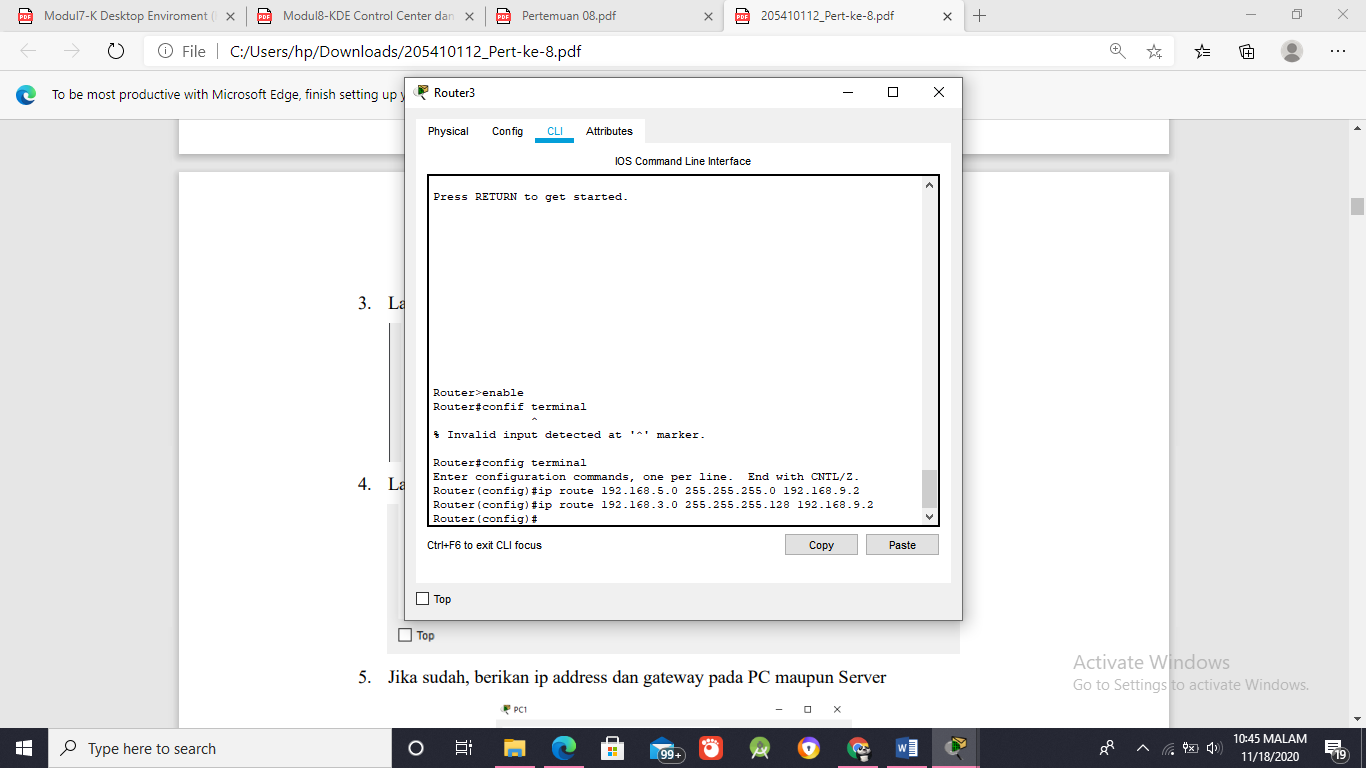 Modul7-K Desktop Enviroment (
Modul8-KDE Control Center dan
Pertemuan 08.pdf
205410112_Pert-ke-8.pdf
File
C:/Users/hp/Downloads/205410112_Pert-ke-8.pdf
To be most productive with Microsoft Edge, finish setting up y
Router3
Physical Config CLI Attributes
IOS Command Line Interface
Press RETURN to get started.
Router>enable
Router#confif terminal
^
% Invalid input detected at '^' marker.
Router#config terminal
Enter configuration commands, one per line. End with CNTL/Z.
Router(config)#ip route 192.168.5.0 255.255.255.0 192.168.9.2
Router(config)#ip route 192.168.3.0 255.255.255.128 192.168.9.2
Router(config)#
Ctrl+F6 to exit CLI focus
Copy
Paste
Top
3. La
4. La
Top
5. Jika sudah, berikan ip address dan gateway pada PC maupun Server
PC1
Activate Windows
Go to Settings to activate Windows.
Type here to search
99+
10:45 MALAM
11/18/2020
19